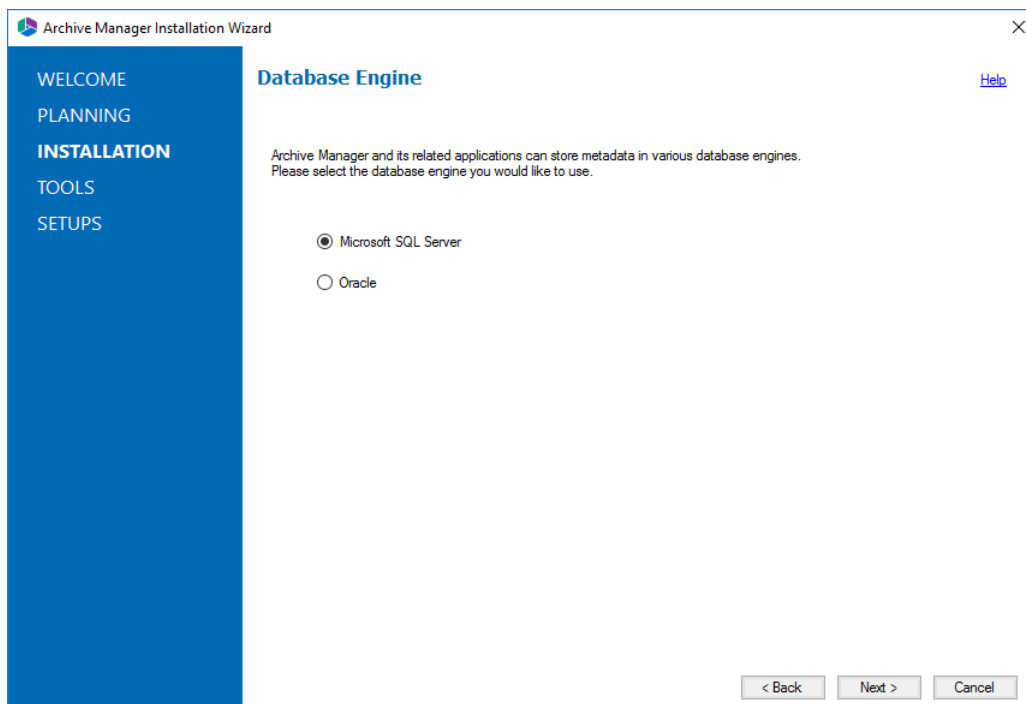 Archive Manager Installation Wizard
WELCOME
PLANNING
INSTALLATION
TOOLS
SETUPS
Database Engine
Help
Archive Manager and its related applications can store metadata in various database engines.
Please select the database engine you would like to use.
Microsoft SQL Server
Oracle
< Back
Next >
Cancel